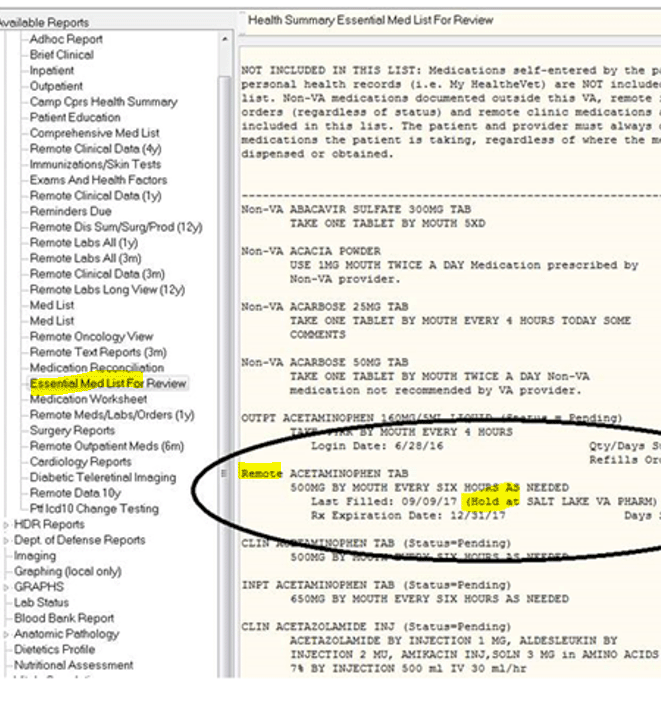 Available Reports
Adhoc Report
Brief Clinical
Inpatient
Outpatient
Camp Cprs Health Summary
Patient Education
Comprehensive Med List
Remote Clinical Data (4y)
Immunizations/Skin Tests
Exams And Health Factors
Remote Clinical Data (1y)
Reminders Due
Remote Dis Sum/Surg/Prod (12y)
Remote Labs All (1y)
Remote Labs All (3m)
Remote Clinical Data (3m)
Remote Labs Long View (12y)
Med List
Med List
Remote Oncology View
Remote Text Reports (3m)
Medication Reconciliation
Essential Med List For Review
Medication Worksheet
Remote Meds/Labs/Orders (1y)
Surgery Reports
Remote Outpatient Meds (6m)
Cardiology Reports
Diabetic Teleretinal Imaging
Remote Data 10y
Ptf Icd10 Change Testing
HDR Reports
Dept. of Defense Reports
Imaging
Graphing (local only)
GRAPHS
Lab Status
Blood Bank Report
Anatomic Pathology
Dietetics Profile
Nutritional Assessment
Health Summary Essential Med List For Review
NOT INCLUDED IN THIS LIST: Medications self-entered by the pa
personal health records (i.e. My HealtheVet) are NOT include
list. Non-VA medications documented outside this VA, remote
orders (regardless of status) and remote clinic medications
included in this list. The patient and provider must always
medications the patient is taking, regardless of where the me
dispensed or obtained.
Non-VA ABACAVIR SULFATE 300MG TAB
TAKE ONE TABLET BY MOUTH 5XD
Non-VA ACACIA POWDER
USE 1MG MOUTH TWICE A DAY Medication prescribed by
Non-VA provider.
Non-VA ACARBOSE 25MG TAB
TAKE ONE TABLET BY MOUTH EVERY 4 HOURS TODAY SOME
COMMENTS
Non-VA ACARBOSE 50MG TAB
TAKE ONE TABLET BY MOUTH TWICE A DAY Non-VA
medication not recommended by VA provider.
OUTPT ACETAMINOPHEN 160MG/5ML LIQUID (Status = Pending)
BY MOUTH EVERY 4 HOURS
Login Date: 6/28/16 Qty/Days S
Refills Or
Remote ACETAMINOPHEN TAB
500MG BY MOUTH EVERY SIX HOURS AS NEEDED
Last Filled: 09/09/17 (Hold at SALT LAKE VA PHARM)
Rx Expiration Date: 12/31/17 Days
CLIN ACETAMINOPHEN TAB (Status=Pending)
500MG BY MOUTH EVERY SIX HOURS AS NEEDED
INPT ACETAMINOPHEN TAB (Status=Pending)
650MG BY MOUTH EVERY SIX HOURS AS NEEDED
CLIN ACETAZOLAMIDE INJ (Status=Pending)
ACETAZOLAMIDE BY INJECTION 1 MG, ALDESLEUKIN BY
INJECTION 2 MU, AMIKACIN INJ,SOLN 3 MG in AMINO ACIDS
7% BY INJECTION 500 ml IV 30 ml/hr